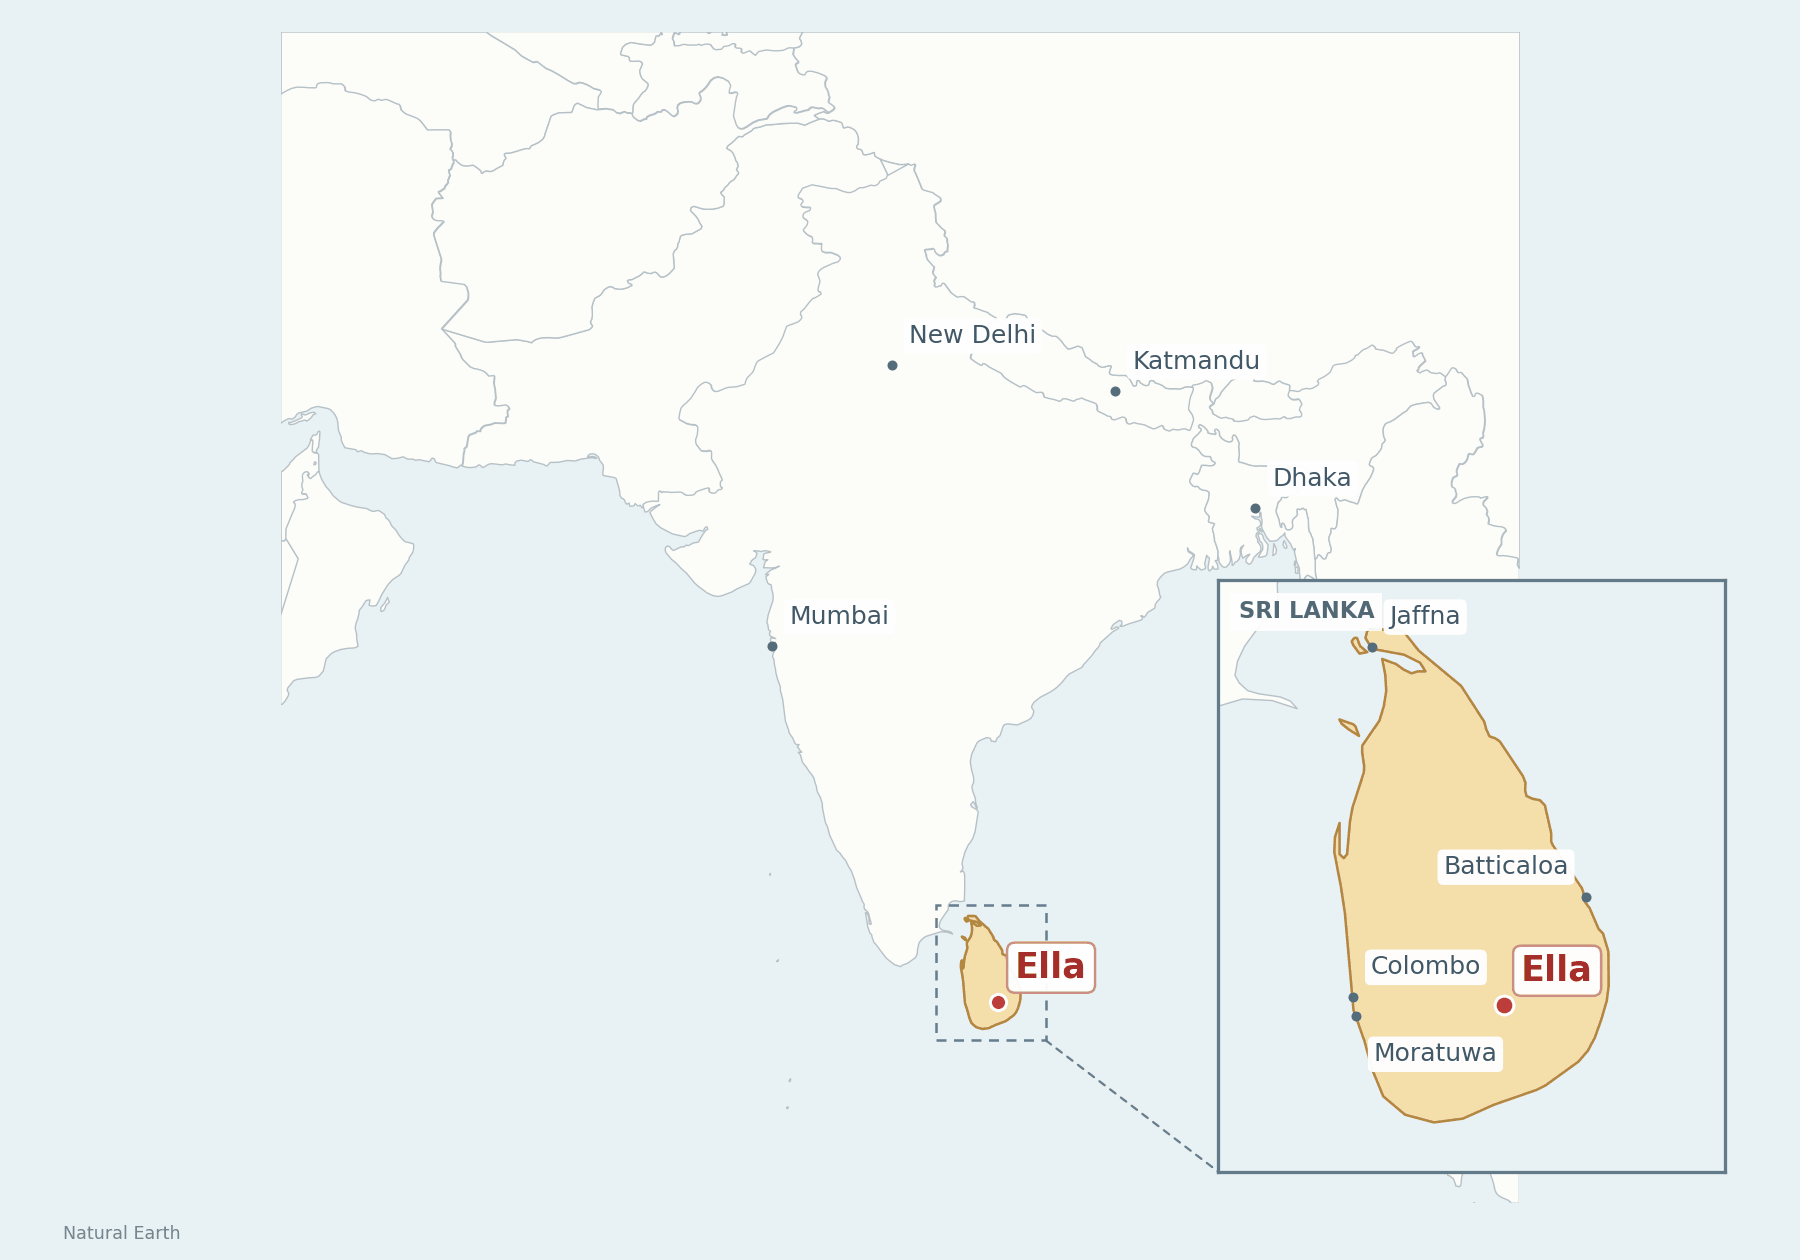 New Delhi
Katmandu
Dhaka
Mumbai
SRI LANKA
Jaffna
Batticaloa
Ella
Colombo
Ella
Moratuwa
Natural Earth